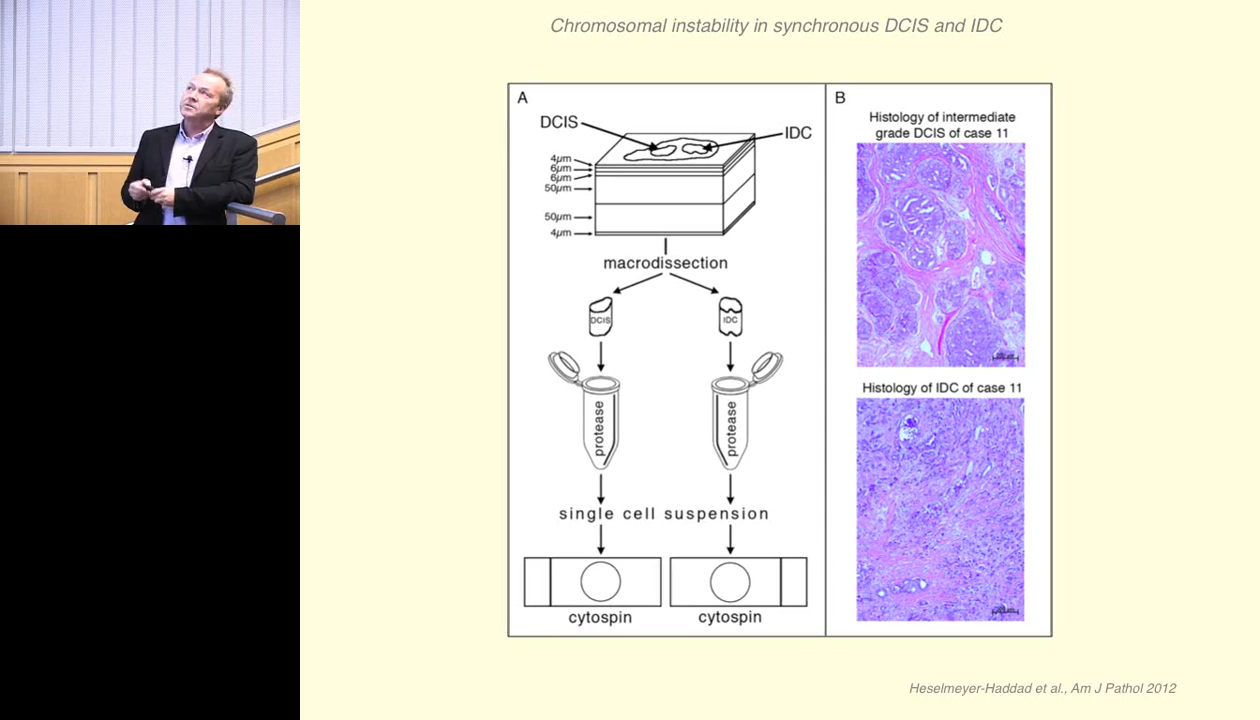 Chromosomal instability in synchronous DCIS and IDC
A
DCIS
IDC
4µm
6µm
6µm
50µm
50µm
4µm
macrodissection
DCIS
IDC
protease
protease
single cell suspension
cytospin
cytospin
B
Histology of intermediate
grade DCIS of case 11
Histology of IDC of case 11
Heselmeyer-Haddad et al., Am J Pathol 2012